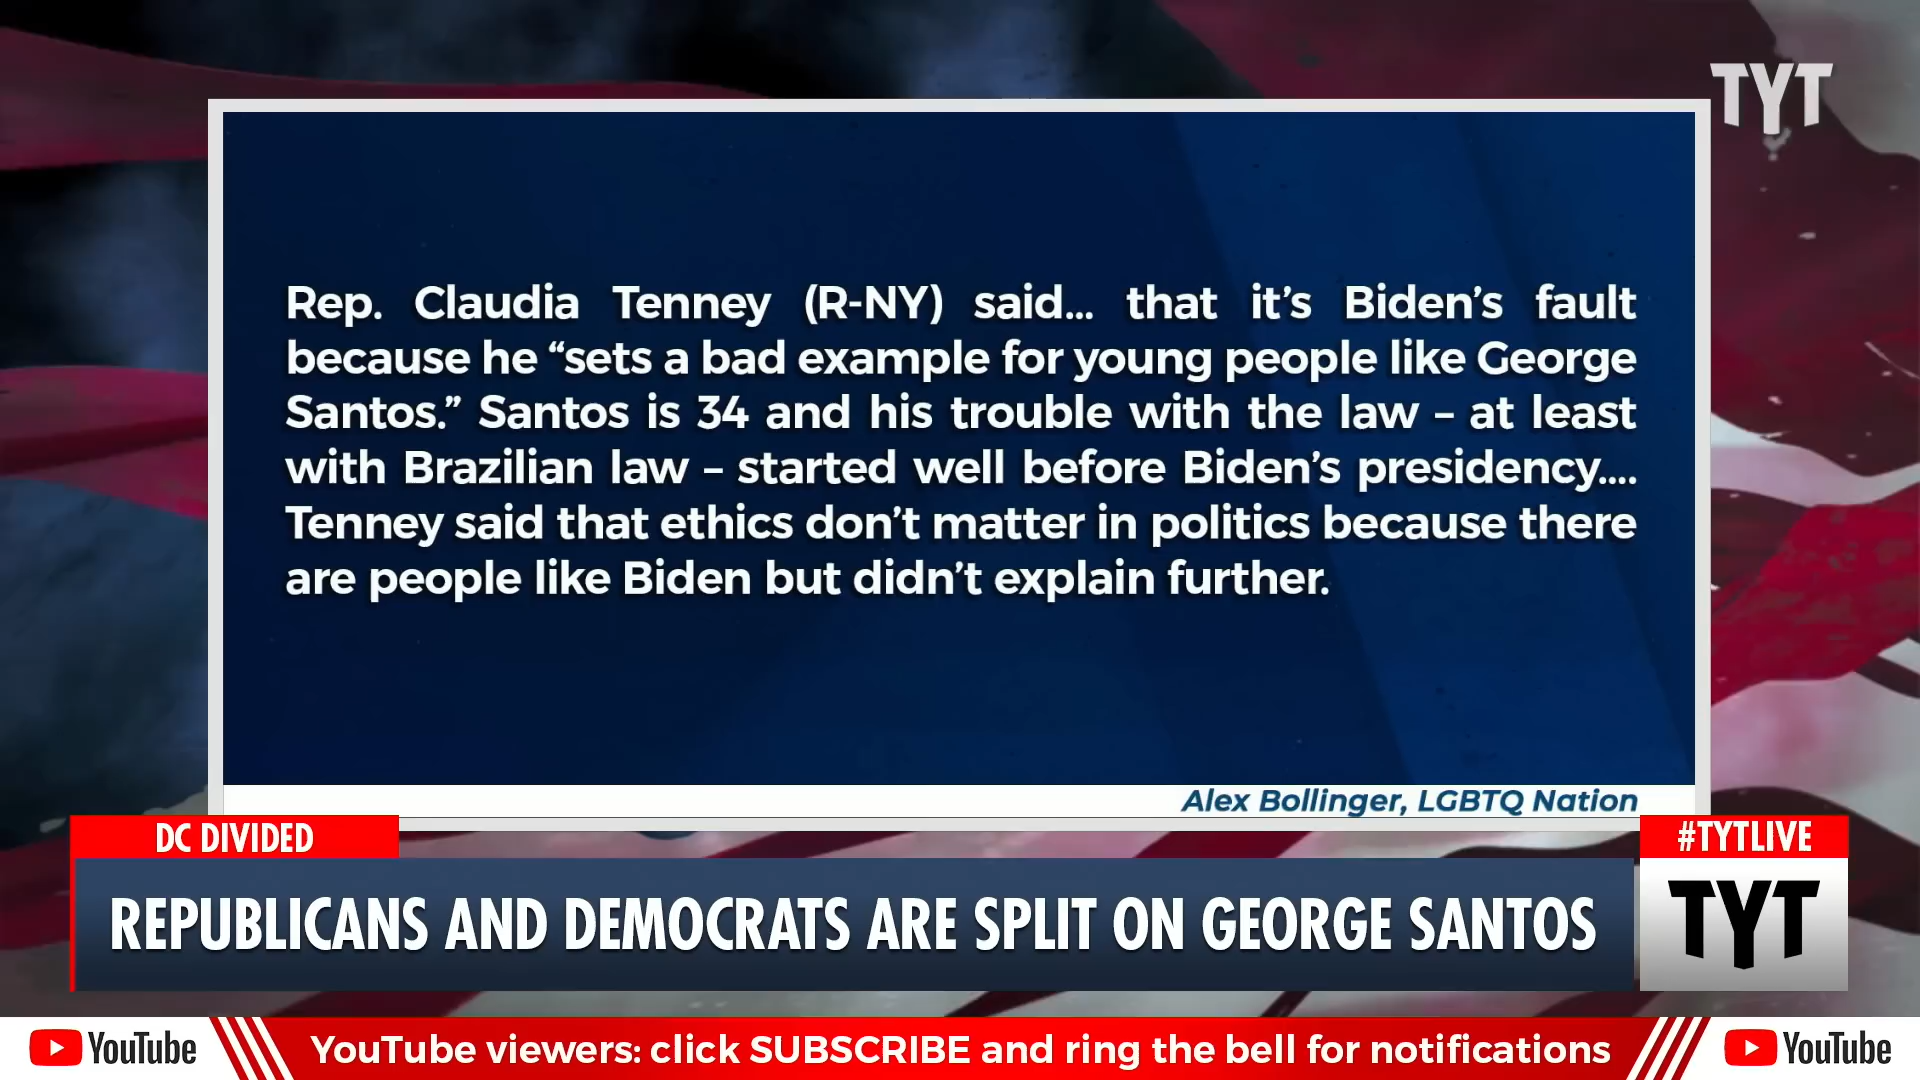 TYT
Rep. Claudia Tenney (R-NY) said... that it’s Biden’s fault
because he “sets a bad example for young people like George
Santos.” Santos is 34 and his trouble with the law – at least
with Brazilian law – started well before Biden’s presidency....
Tenney said that ethics don’t matter in politics because there
are people like Biden but didn’t explain further.
Alex Bollinger, LGBTQ Nation
DC DIVIDED
#TYTLIVE
REPUBLICANS AND DEMOCRATS ARE SPLIT ON GEORGE SANTOS
TYT
YouTube
YouTube viewers: click SUBSCRIBE and ring the bell for notifications
YouTube